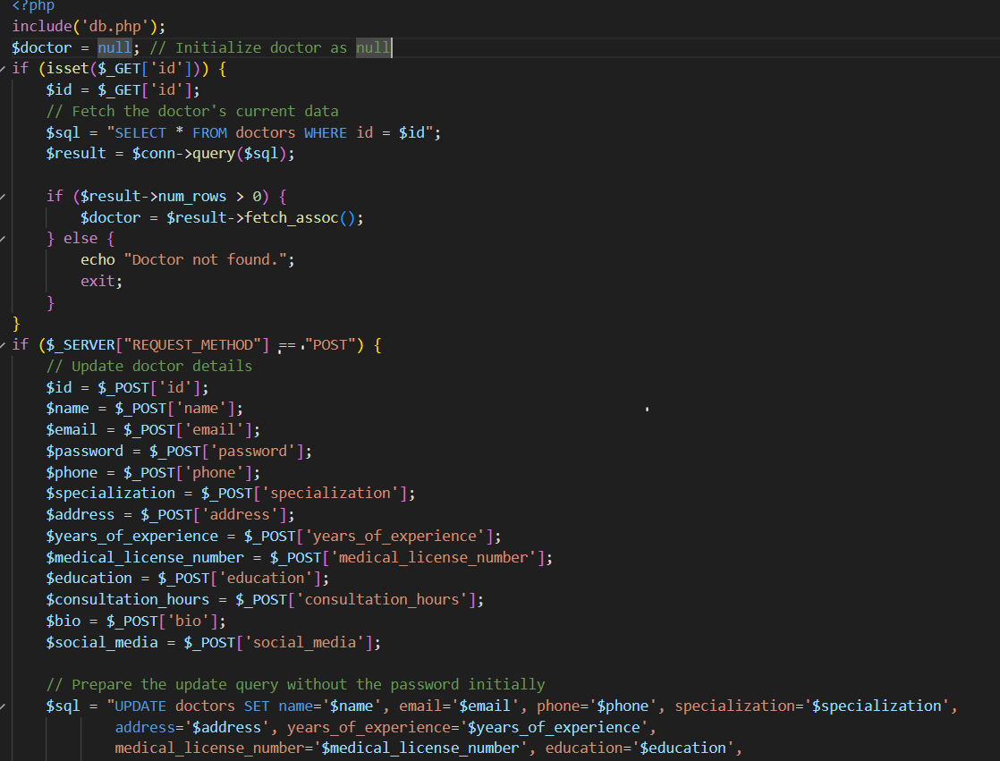 <?php
include('db.php');
$doctor = null; // Initialize doctor as null
if (isset($_GET['id'])) {
    $id = $_GET['id'];
    // Fetch the doctor's current data
    $sql = "SELECT * FROM doctors WHERE id = $id";
    $result = $conn->query($sql);

    if ($result->num_rows > 0) {
        $doctor = $result->fetch_assoc();
    } else {
        echo "Doctor not found.";
        exit;
    }
}
if ($_SERVER["REQUEST_METHOD"] == "POST") {
    // Update doctor details
    $id = $_POST['id'];
    $name = $_POST['name'];
    $email = $_POST['email'];
    $password = $_POST['password'];
    $phone = $_POST['phone'];
    $specialization = $_POST['specialization'];
    $address = $_POST['address'];
    $years_of_experience = $_POST['years_of_experience'];
    $medical_license_number = $_POST['medical_license_number'];
    $education = $_POST['education'];
    $consultation_hours = $_POST['consultation_hours'];
    $bio = $_POST['bio'];
    $social_media = $_POST['social_media'];

    // Prepare the update query without the password initially
    $sql = "UPDATE doctors SET name='$name', email='$email', phone='$phone', specialization='$specialization',
            address='$address', years_of_experience='$years_of_experience',
            medical_license_number='$medical_license_number', education='$education',